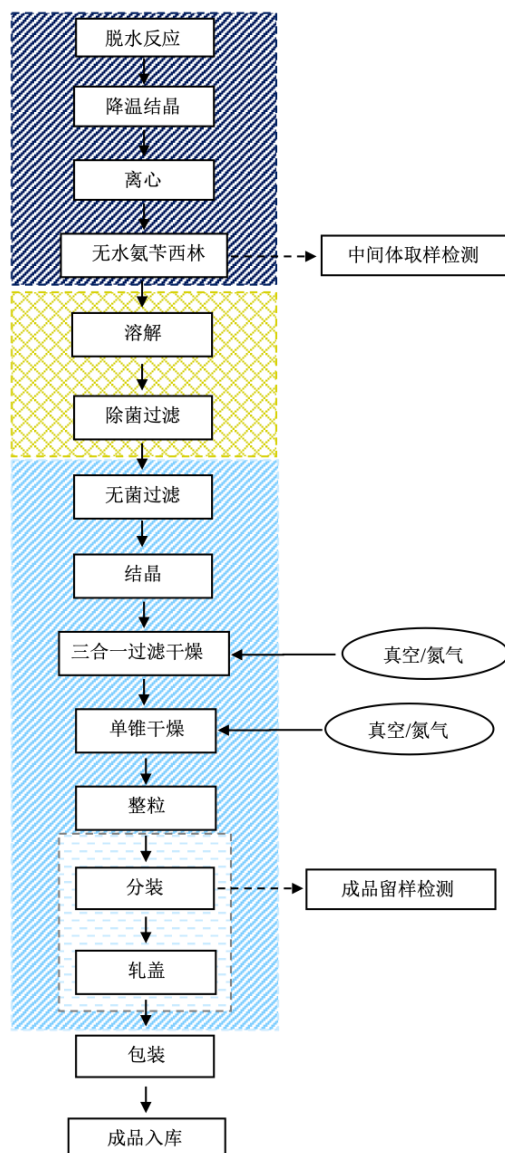 脱水反应
降温结晶
离心
无水氨苄西林
中间体取样检测
溶解
除菌过滤
无菌过滤
结晶
三合一过滤干燥
真空/氮气
单锥干燥
真空/氮气
整粒
分装
成品留样检测
轧盖
包装
成品入库